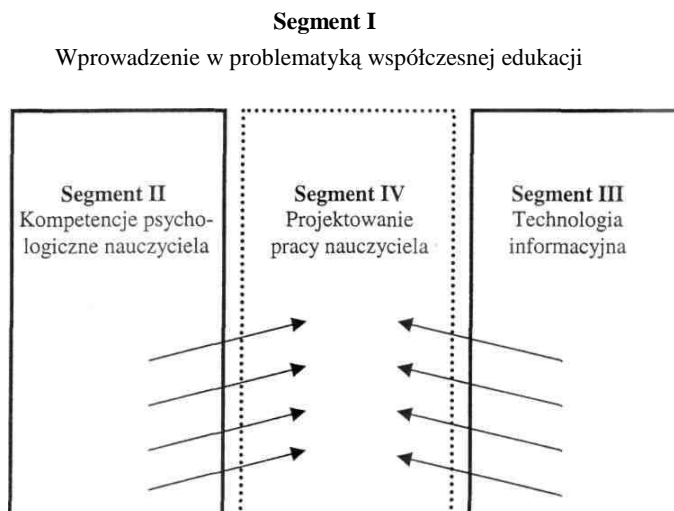 Segment I
Wprowadzenie w problematyką współczesnej edukacji
Segment II
Kompetencje psycho-
logiczne nauczyciela
Segment IV
Projektowanie
pracy nauczyciela
Segment III
Technologia
informacyjna